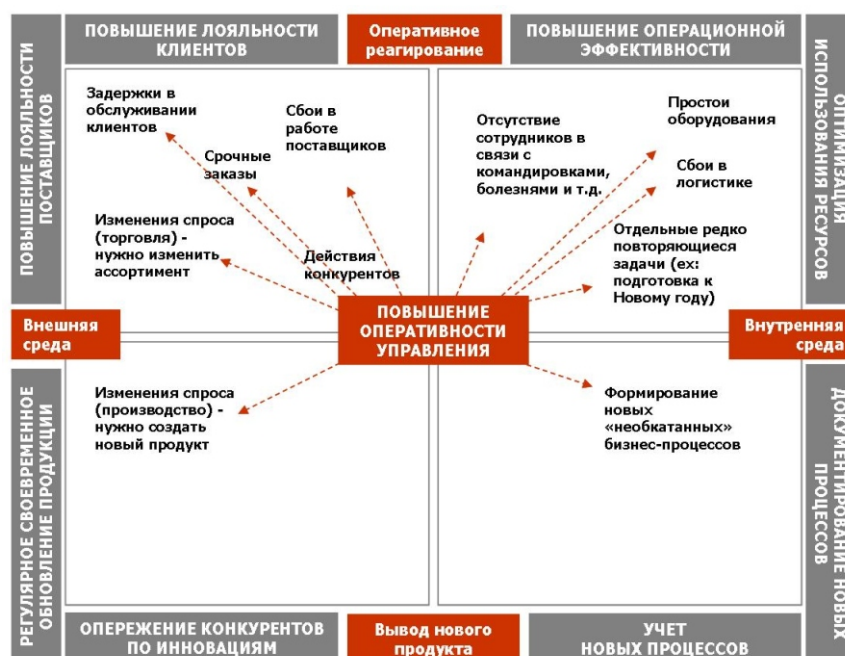 ПОВЫШЕНИЕ ЛОЯЛЬНОСТИ
КЛИЕНТОВ
Оперативное
реагирование
ПОВЫШЕНИЕ ОПЕРАЦИОННОЙ
ЭФФЕКТИВНОСТИ
ПОВЫШЕНИЕ ЛОЯЛЬНОСТИ
ПОСТАВЩИКОВ
Задержки в
обслуживании
клиентов
Срочные
заказы
Сбои в
работе
поставщиков
Изменения спроса
(торговля) -
нужно изменить
ассортимент
Действия
конкурентов
Отсутствие
сотрудников в
связи с
командировками,
болезнями и т.д.
Простои
оборудования
Сбои в
логистике
Отдельные редко
повторяющиеся
задачи (ex:
подготовка к
Новому году)
ОПТИМИЗАЦИЯ
ИСПОЛЬЗОВАНИЯ РЕСУРСОВ
Внешняя
среда
ПОВЫШЕНИЕ
ОПЕРАТИВНОСТИ
УПРАВЛЕНИЯ
Внутренняя
среда
РЕГУЛЯРНОЕ СВОЕВРЕМЕННОЕ
ОБНОВЛЕНИЕ ПРОДУКЦИИ
Изменения спроса
(производство) -
нужно создать
новый продукт
Формирование
новых
«необкатанных»
бизнес-процессов
ДОКУМЕНТИРОВАНИЕ НОВЫХ
ПРОЦЕССОВ
ОПЕРЕЖЕНИЕ КОНКУРЕНТОВ
ПО ИННОВАЦИЯМ
Вывод нового
продукта
УЧЕТ
НОВЫХ ПРОЦЕССОВ